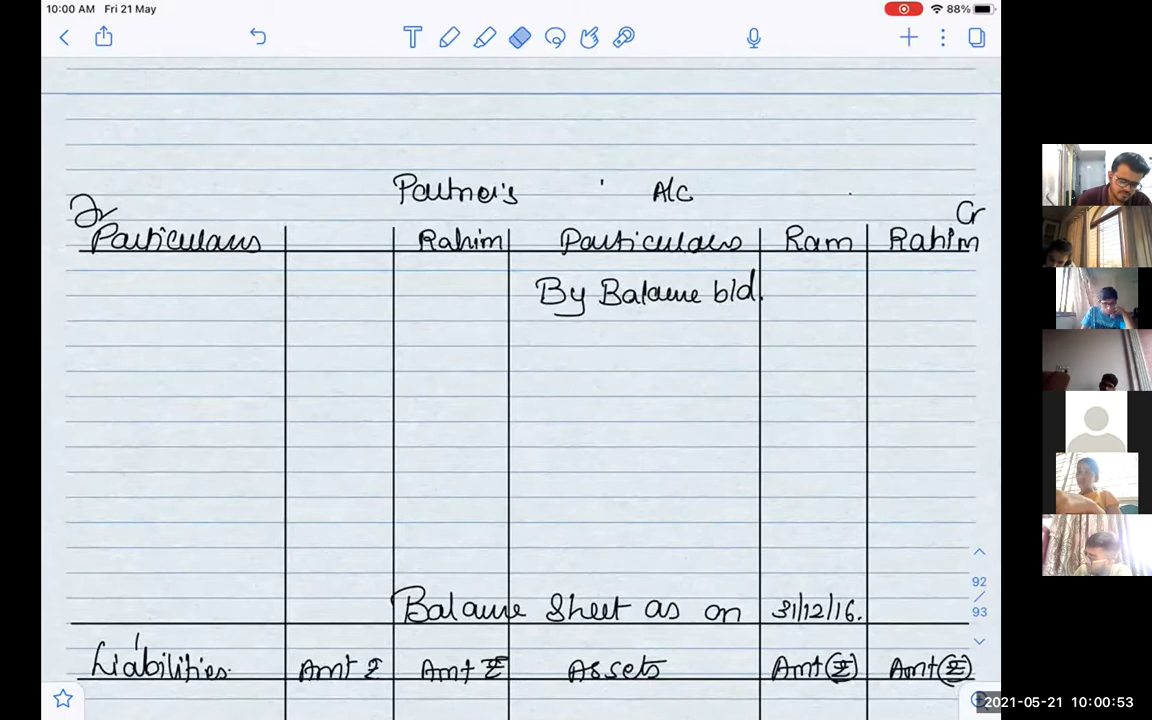 10:00 AM Fri 21 May
88%
Partner's A/c
Dr
Cr
Particulars Rahim Particulars Ram Rahim
By Balance b/d.
Balance Sheet as on 31/12/16.
Liabilities. Amt ₹ Amt ₹ Assets Amt (₹) Amt (₹)
92
/
93
2021-05-21 10:00:53